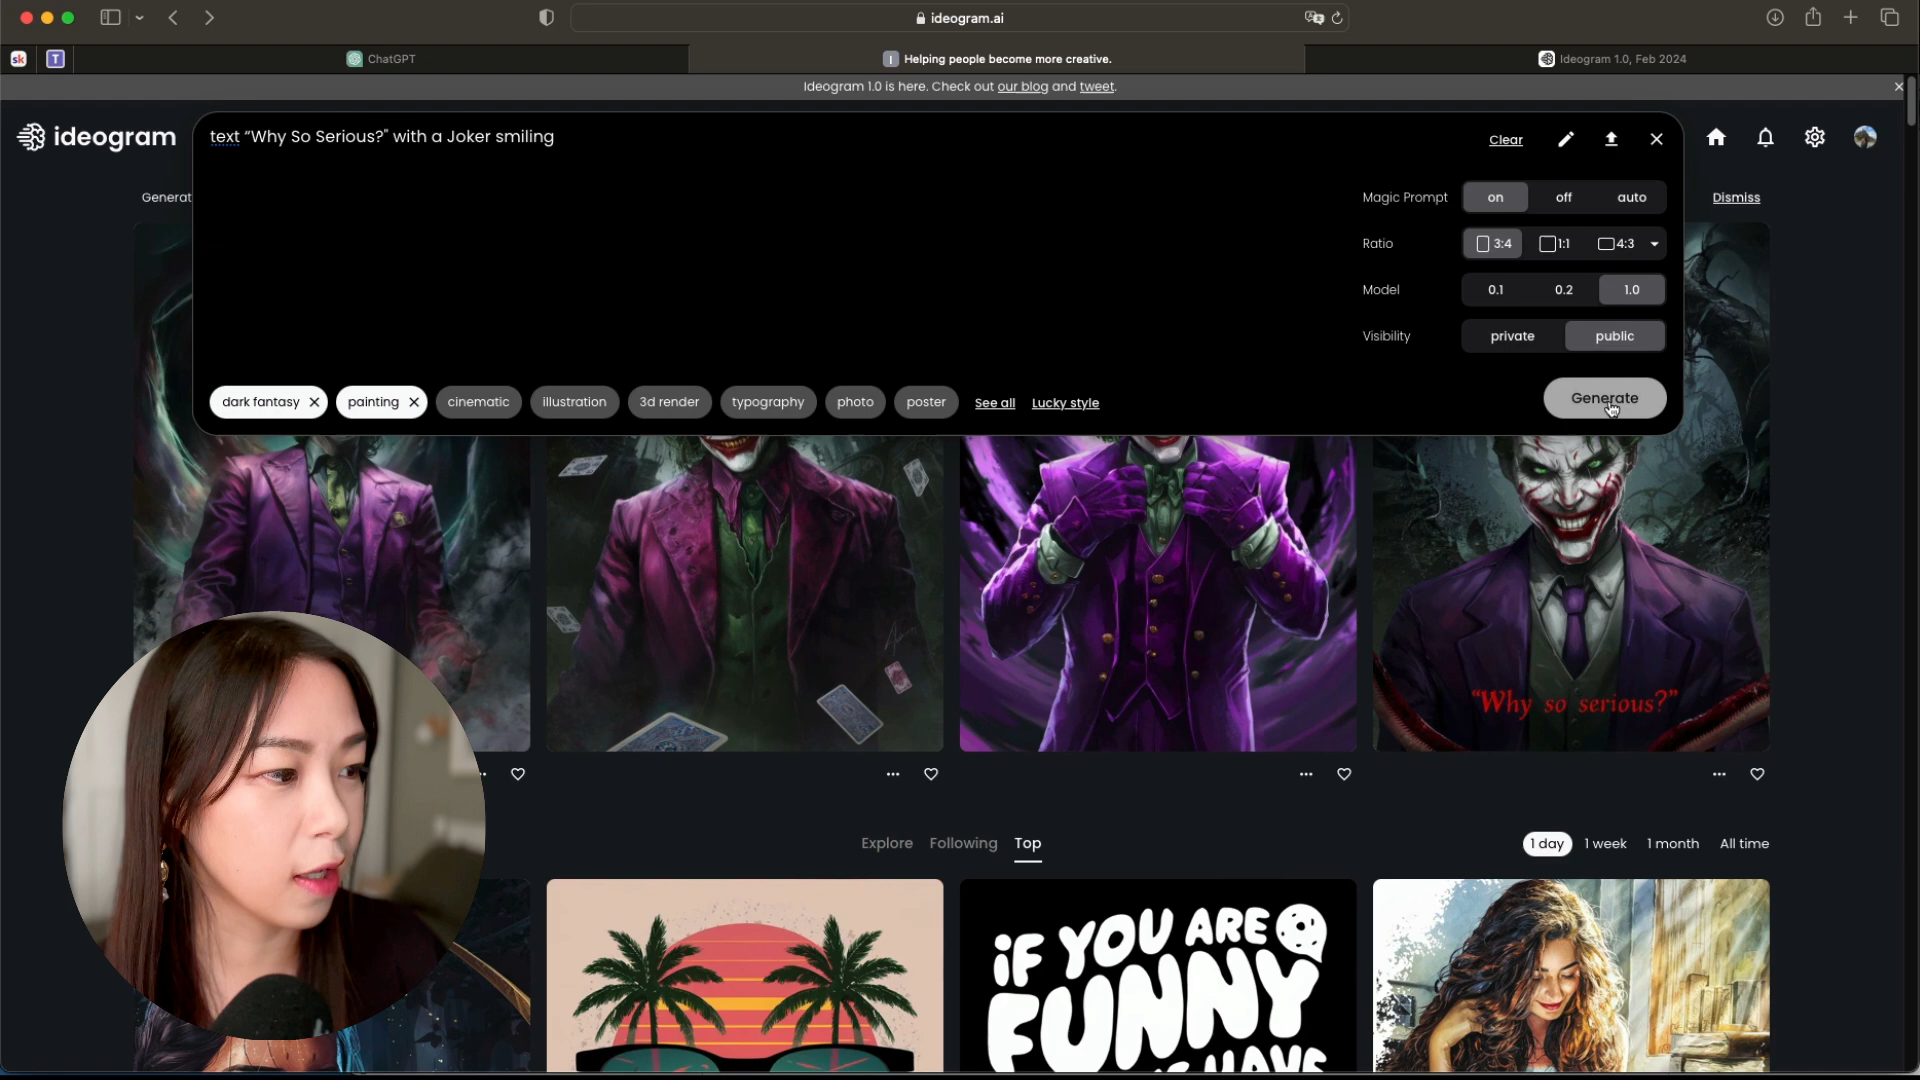 ideogram.ai
sk
T
ChatGPT
I
Helping people become more creative.
Ideogram 1.0, Feb 2024
Ideogram 1.0 is here. Check out our blog and tweet.
ideogram
text “Why So Serious?" with a Joker smiling
Clear
Generat
Magic Prompt
on
off
auto
Dismiss
Ratio
3:4
1:1
4:3
Model
0.1
0.2
1.0
Visibility
private
public
dark fantasy
painting
cinematic
illustration
3d render
typography
photo
poster
See all
Lucky style
Generate
“Why so serious?”
Explore
Following
Top
1 day
1 week
1 month
All time
IF YOU ARE
FUNNY